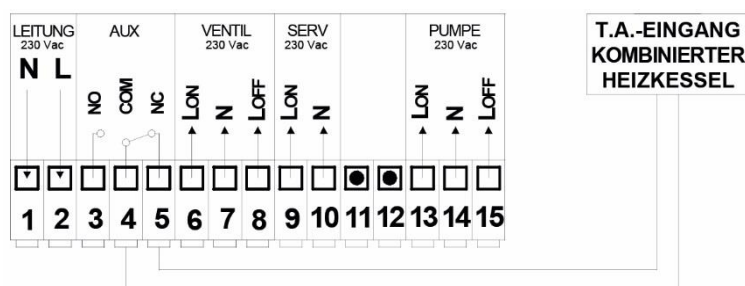 LEITUNG AUX VENTIL SERV PUMPE
230 Vac 230 Vac 230 Vac 230 Vac
N L
NO COM NC LON N LOFF LON N LON N LOFF
1 2 3 4 5 6 7 8 9 10 11 12 13 14 15
T.A.-EINGANG
KOMBINIERTER
HEIZKESSEL